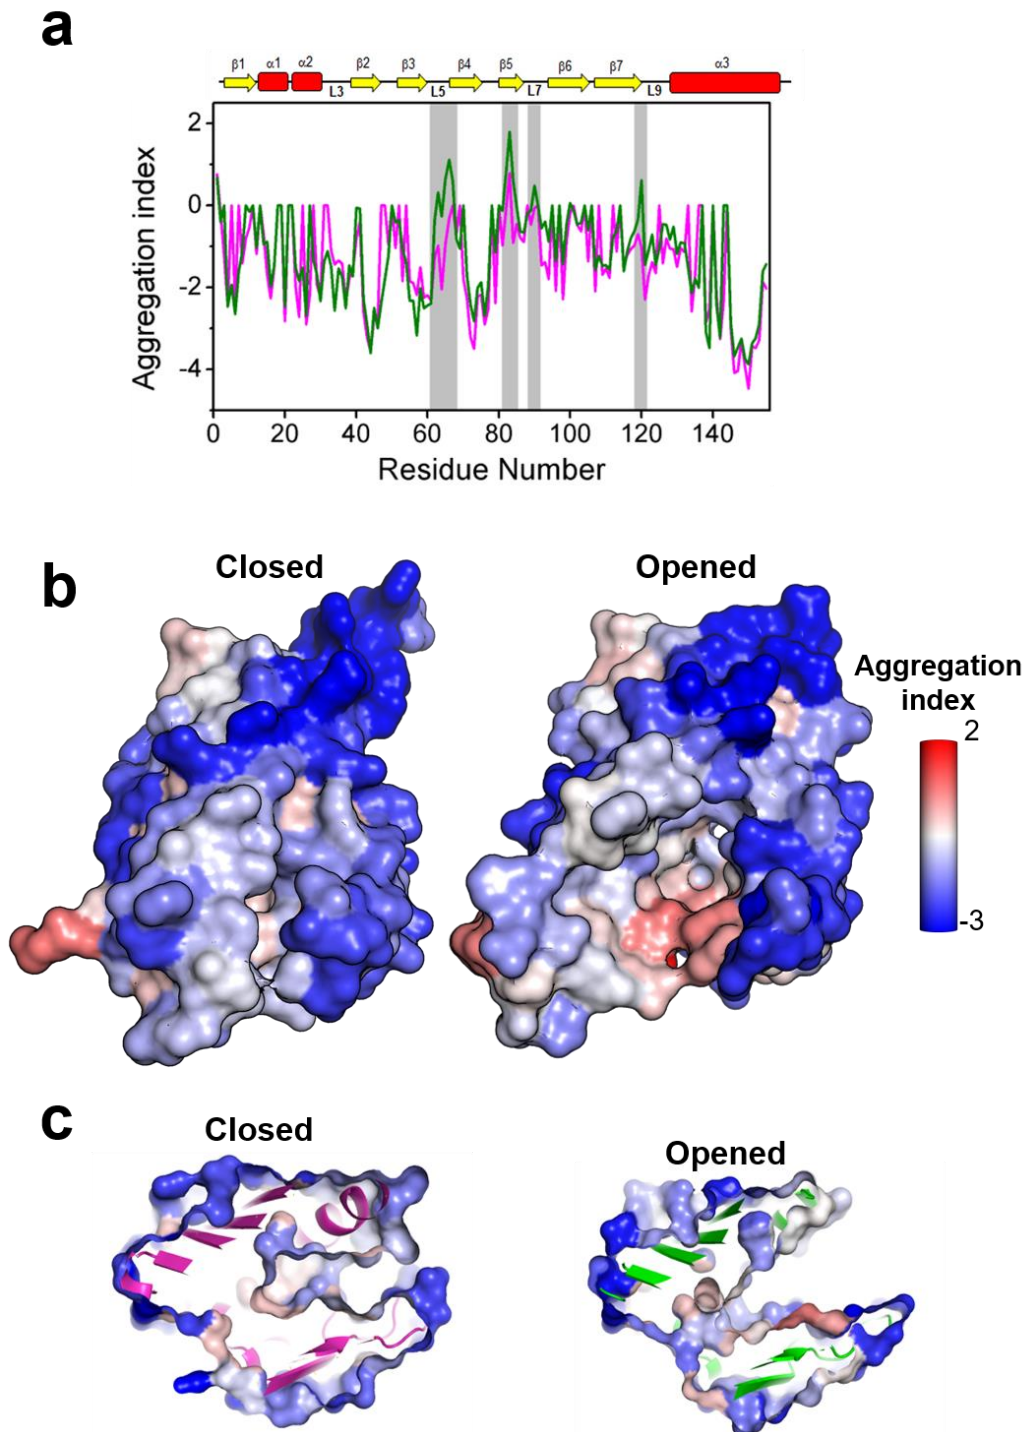 a
β1 α1 α2 β2 β3 β4 β5 β6 β7 α3
L3 L5 L7 L9
2
0
-2
-4
Aggregation index
0 20 40 60 80 100 120 140
Residue Number
b
Closed Opened
Aggregation
index
2
-3
c
Closed
Opened